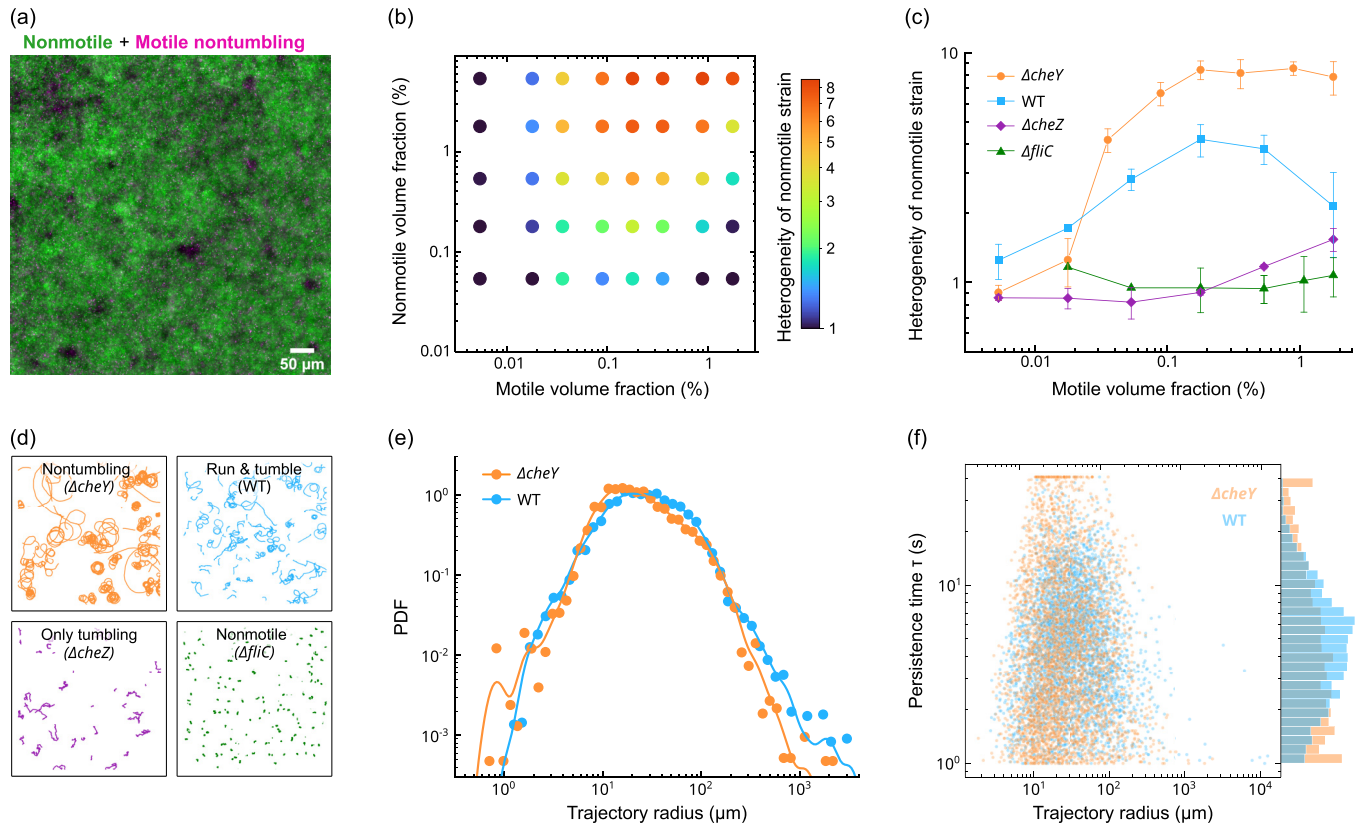 (a)
Nonmotile + Motile nontumbling
50 µm
(b)
Nonmotile volume fraction (%)
1
0.1
0.01
0.01
0.1
1
Motile volume fraction (%)
8
7
6
5
4
3
2
1
Heterogeneity of nonmotile strain
(c)
Heterogeneity of nonmotile strain
10
1
ΔcheY
WT
ΔcheZ
ΔfliC
0.01
0.1
1
Motile volume fraction (%)
(d)
Nontumbling
(ΔcheY)
Run & tumble
(WT)
Only tumbling
(ΔcheZ)
Nonmotile
(ΔfliC)
(e)
PDF
10⁰
10⁻¹
10⁻²
10⁻³
ΔcheY
WT
10⁰
10¹
10²
10³
Trajectory radius (µm)
(f)
Persistence time τ (s)
10¹
10⁰
ΔcheY
WT
10¹
10²
10³
10⁴
Trajectory radius (µm)